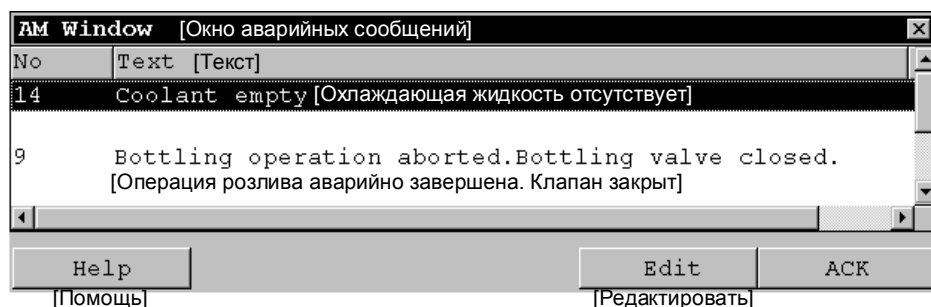 AM Window [Окно аварийных сообщений]
No Text [Текст]
14 Coolant empty [Охлаждающая жидкость отсутствует]
9 Bottling operation aborted.Bottling valve closed.
[Операция розлива аварийно завершена. Клапан закрыт]
Help Edit ACK
[Помощь] [Редактировать]